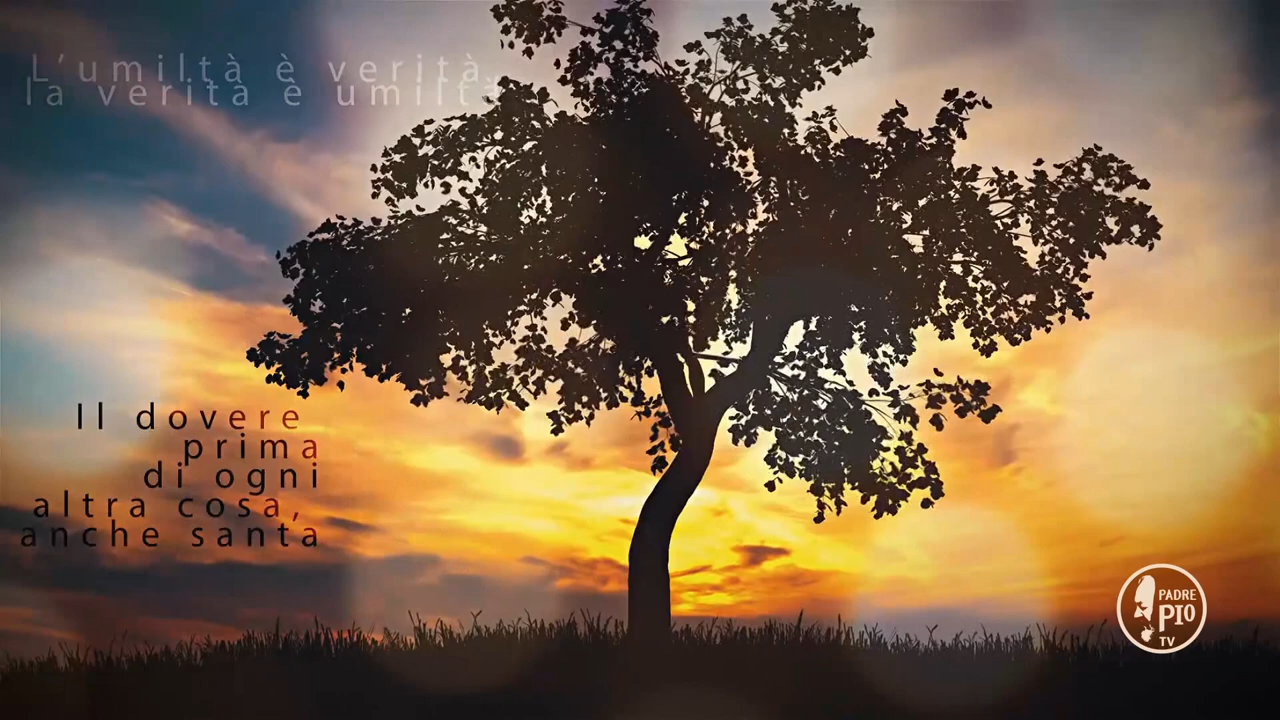 L'umiltà è verità,
la verità è umiltà
Il dovere
prima
di ogni
altra cosa,
anche santa
PADRE
PIO
TV